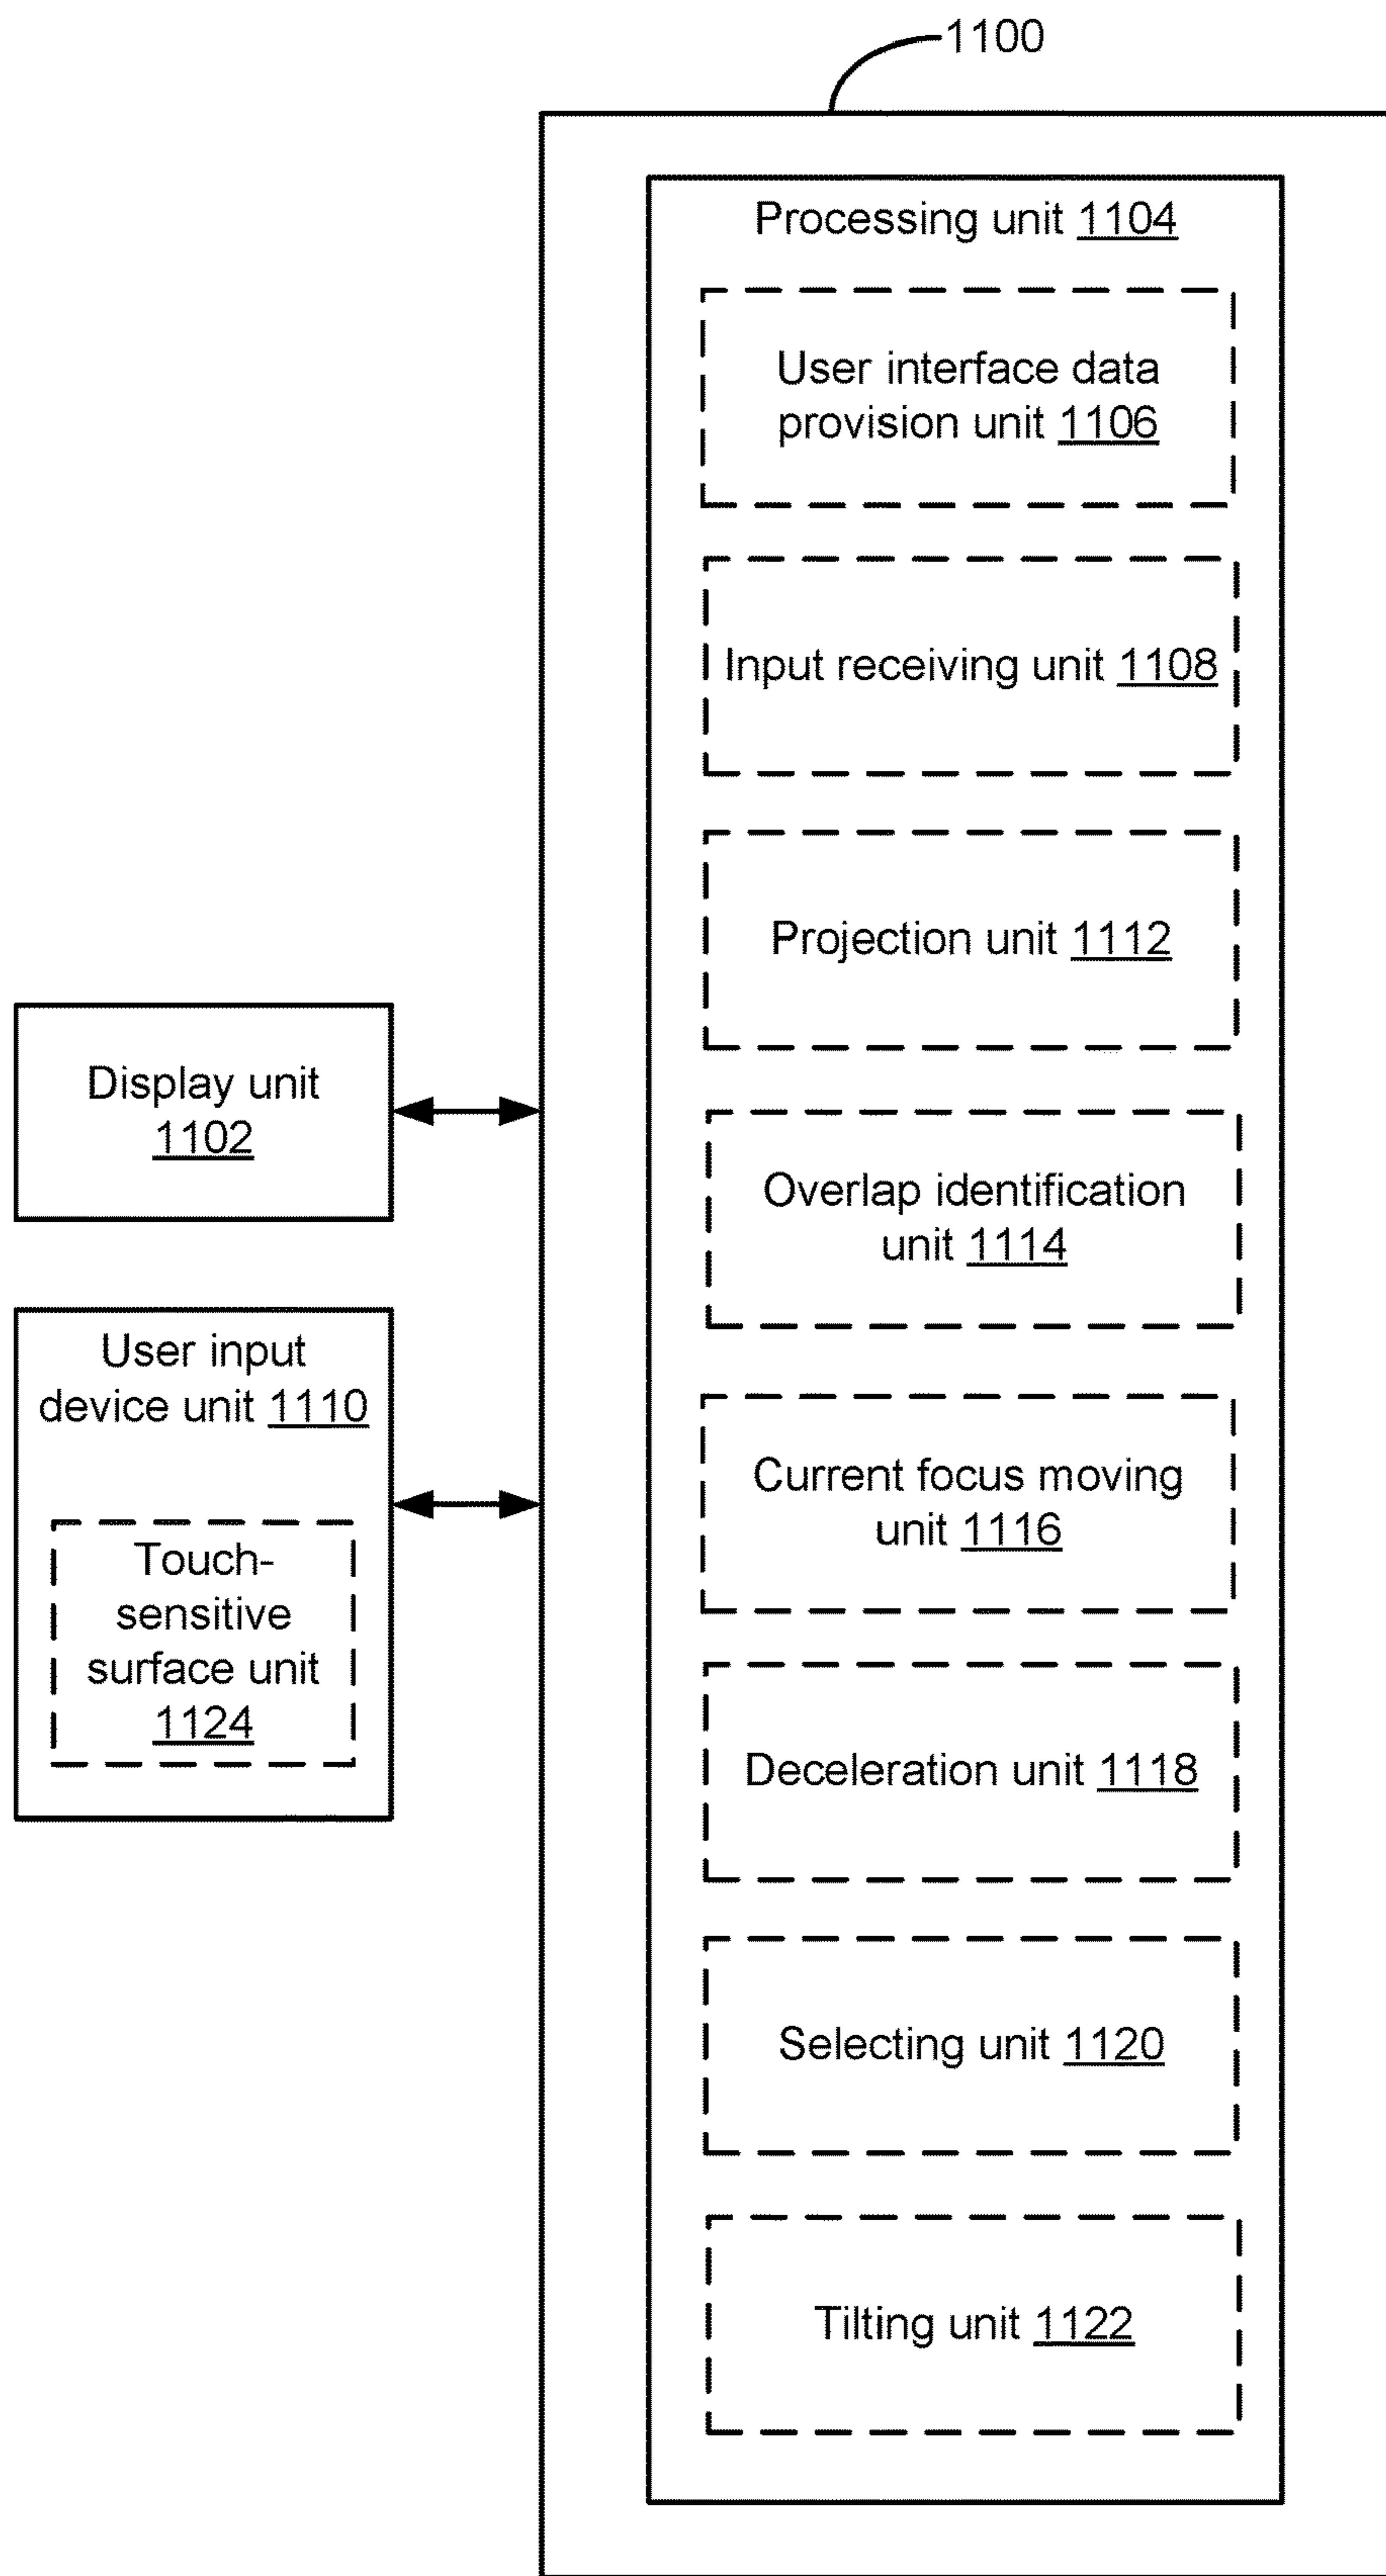 1100
Processing unit 1104
User interface data
provision unit 1106
Input receiving unit 1108
Projection unit 1112
Display unit
1102
Overlap identification
unit 1114
User input
device unit 1110
Touch-
sensitive
surface unit
1124
Current focus moving
unit 1116
Deceleration unit 1118
Selecting unit 1120
Tilting unit 1122